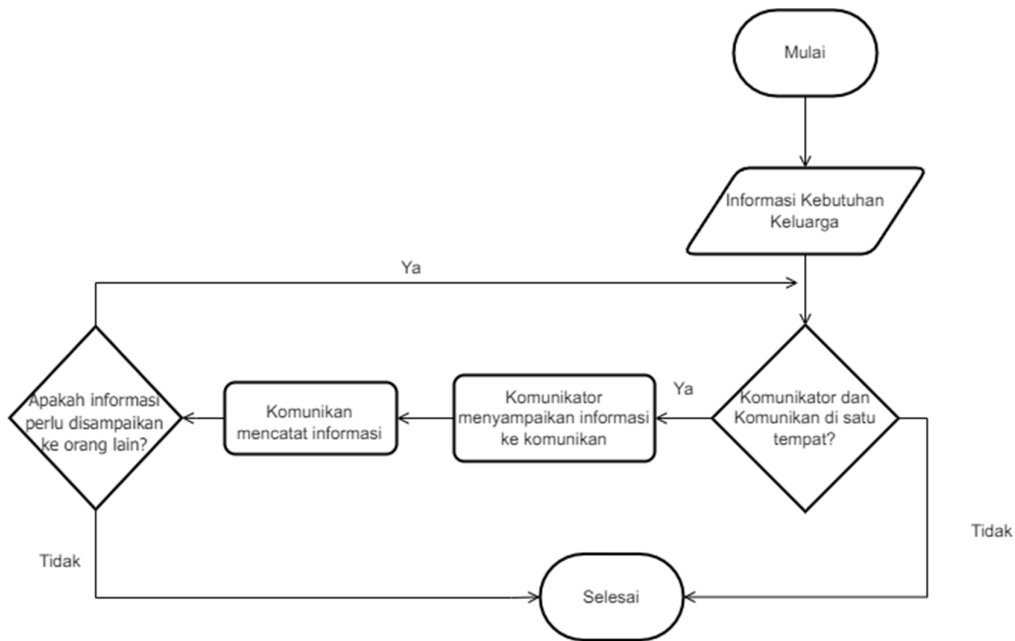 Mulai
Informasi Kebutuhan
Keluarga
Ya
Komunikator dan
Komunikan di satu
tempat?
Ya
Komunikator
menyampaikan informasi
ke komunikan
Komunikan
mencatat informasi
Apakah informasi
perlu disampaikan
ke orang lain?
Tidak
Tidak
Selesai